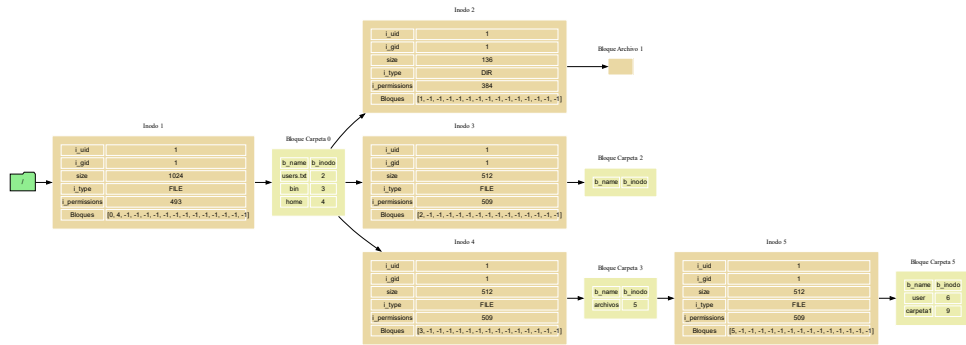 Inodo 2
i_uid 1
i_gid 1
size 136
i_type DIR
i_permissions 384
Bloques [1, -1, -1, -1, -1, -1, -1, -1, -1, -1, -1, -1, -1, -1, -1]
Bloque Archivo 1
Inodo 1
i_uid 1
i_gid 1
size 1024
i_type FILE
i_permissions 493
Bloques [0, 4, -1, -1, -1, -1, -1, -1, -1, -1, -1, -1, -1, -1, -1]
/
Bloque Carpeta 0
b_name b_inodo
users.txt 2
bin 3
home 4
Inodo 3
i_uid 1
i_gid 1
size 512
i_type FILE
i_permissions 509
Bloques [2, -1, -1, -1, -1, -1, -1, -1, -1, -1, -1, -1, -1, -1, -1]
Bloque Carpeta 2
b_name b_inodo
Inodo 4
i_uid 1
i_gid 1
size 512
i_type FILE
i_permissions 509
Bloques [3, -1, -1, -1, -1, -1, -1, -1, -1, -1, -1, -1, -1, -1, -1]
Bloque Carpeta 3
b_name b_inodo
archivos 5
Inodo 5
i_uid 1
i_gid 1
size 512
i_type FILE
i_permissions 509
Bloques [5, -1, -1, -1, -1, -1, -1, -1, -1, -1, -1, -1, -1, -1, -1]
Bloque Carpeta 5
b_name b_inodo
user 6
carpeta1 9